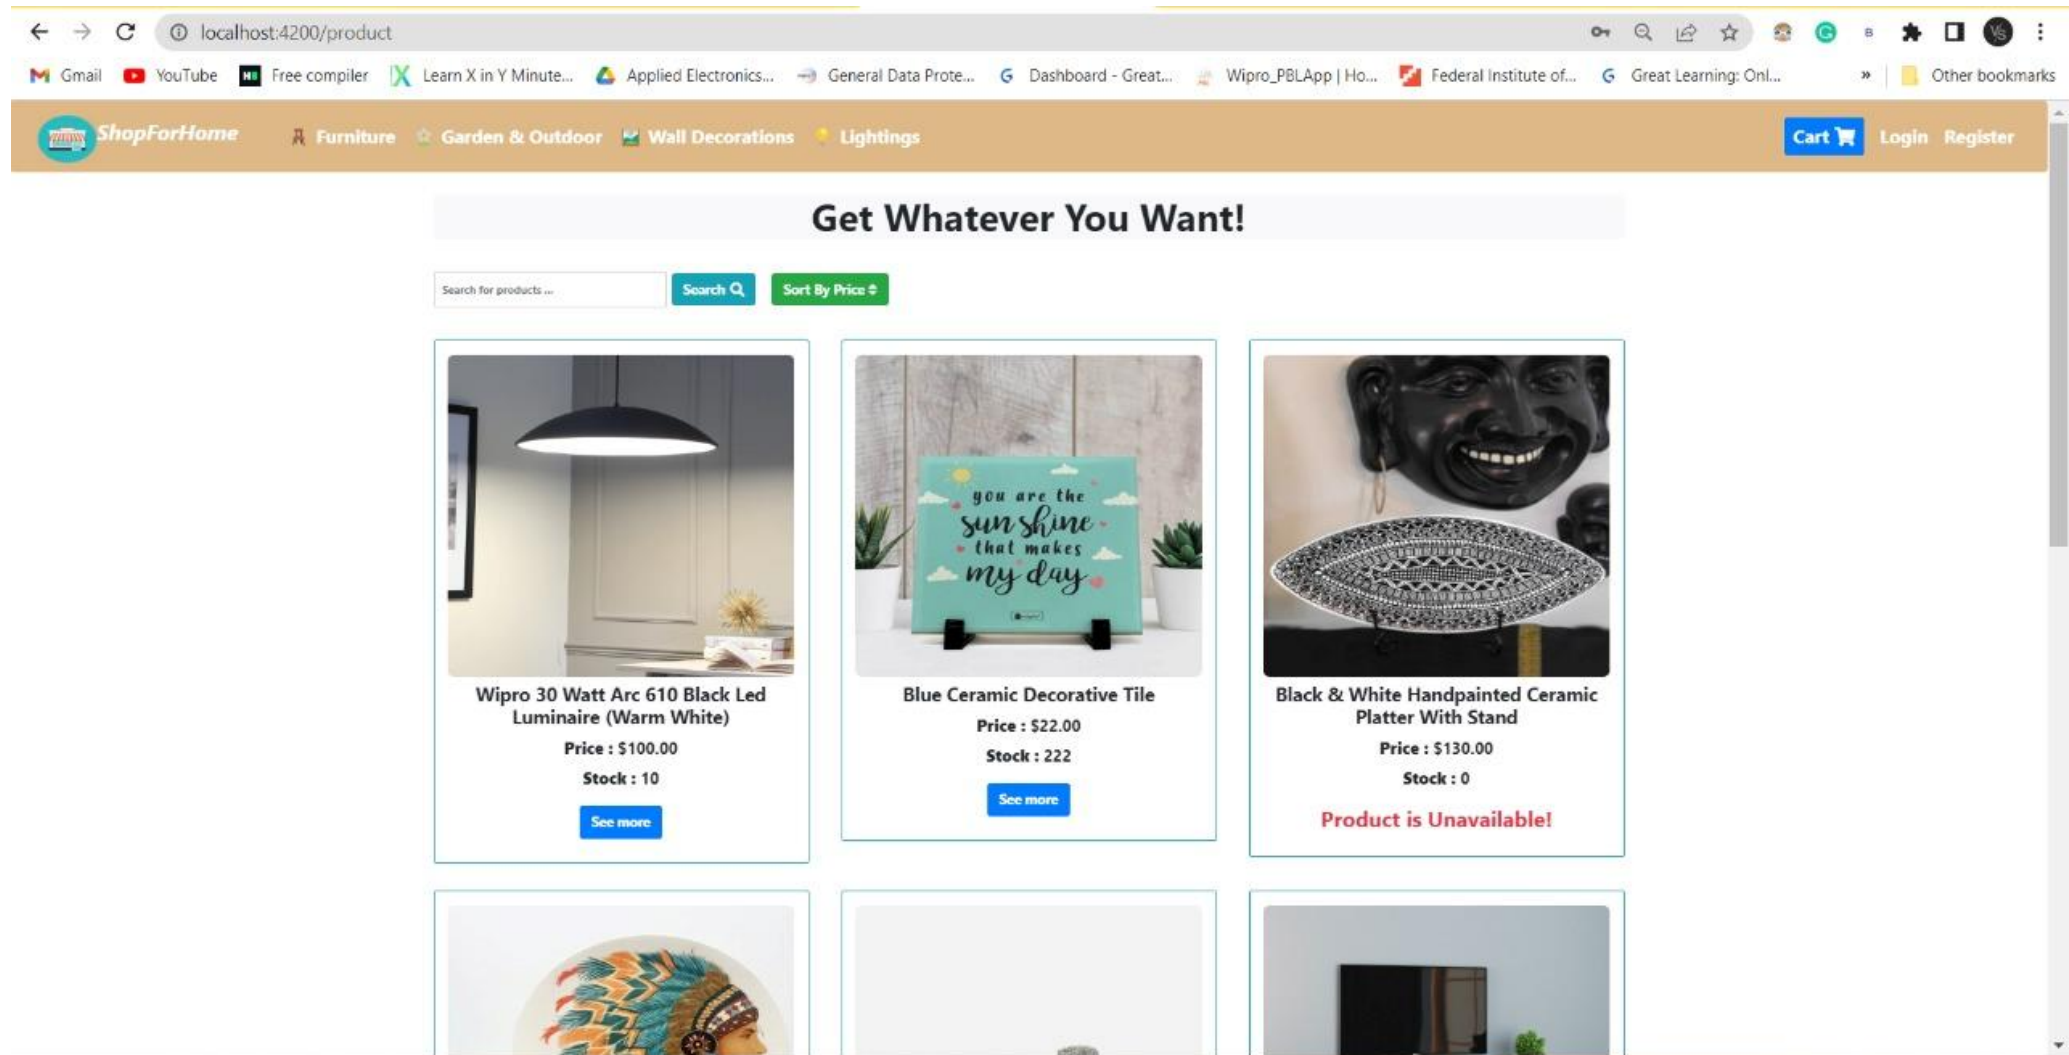 localhost:4200/product
Gmail YouTube Free compiler Learn X in Y Minute... Applied Electronics... General Data Prote... Dashboard - Great... Wipro_PBLApp | Ho... Federal Institute of... Great Learning: Onl... » Other bookmarks
ShopForHome Furniture Garden & Outdoor Wall Decorations Lightings Cart Login Register
Get Whatever You Want!
Search for products ... Search Sort By Price
you are the
sunshine
that makes
my day
Wipro 30 Watt Arc 610 Black Led
Luminaire (Warm White)
Price : $100.00
Stock : 10
See more
Blue Ceramic Decorative Tile
Price : $22.00
Stock : 222
See more
Black & White Handpainted Ceramic
Platter With Stand
Price : $130.00
Stock : 0
Product is Unavailable!